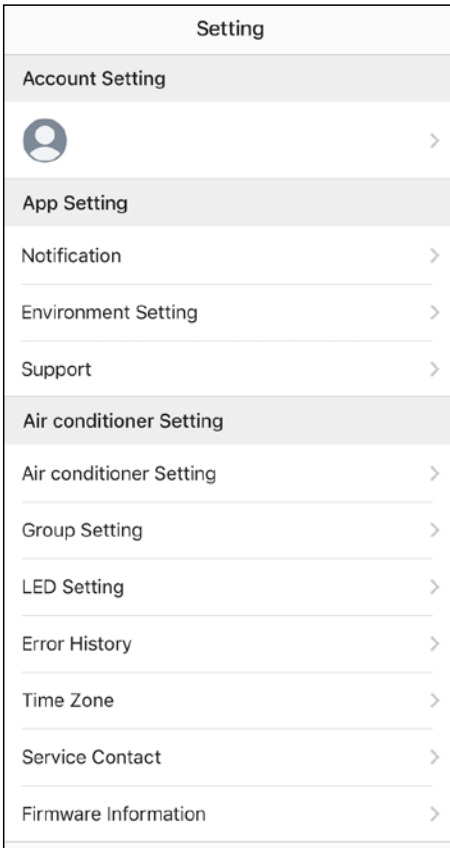 Setting
Account Setting
App Setting
Notification
Environment Setting
Support
Air conditioner Setting
Air conditioner Setting
Group Setting
LED Setting
Error History
Time Zone
Service Contact
Firmware Information